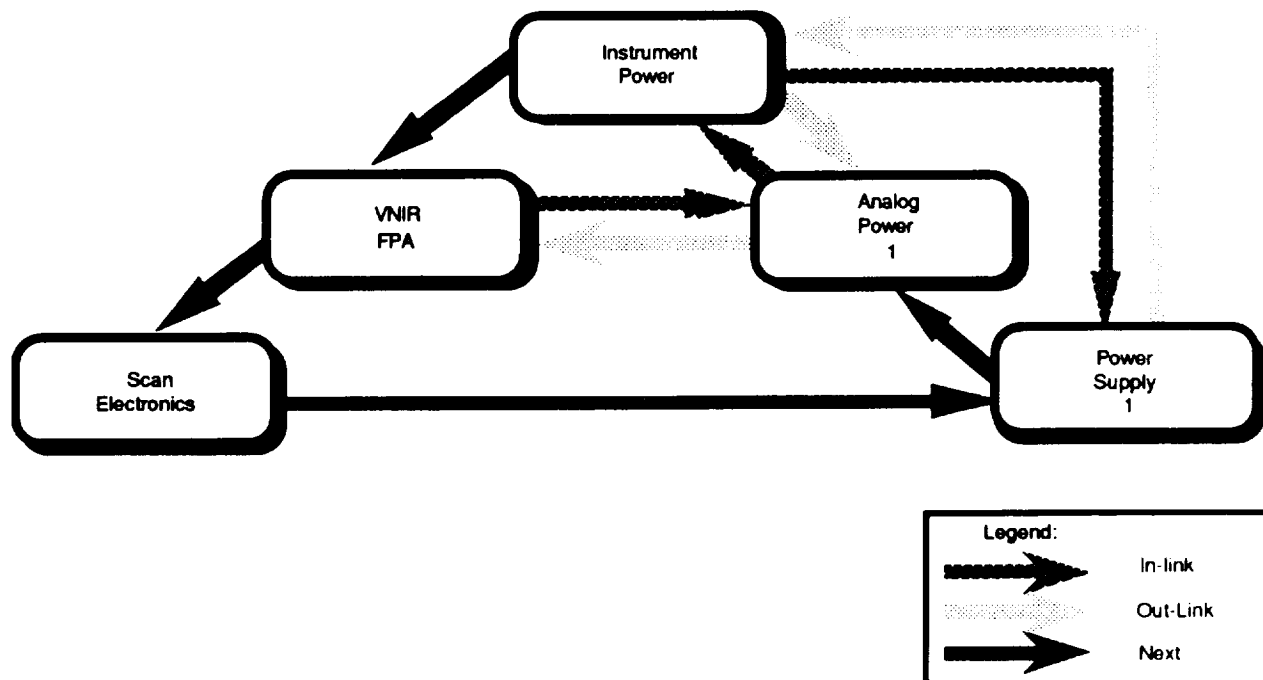 Instrument
Power
VNIR
FPA
Analog
Power
1
Scan
Electronics
Power
Supply
1
Legend:
In-link
Out-Link
Next